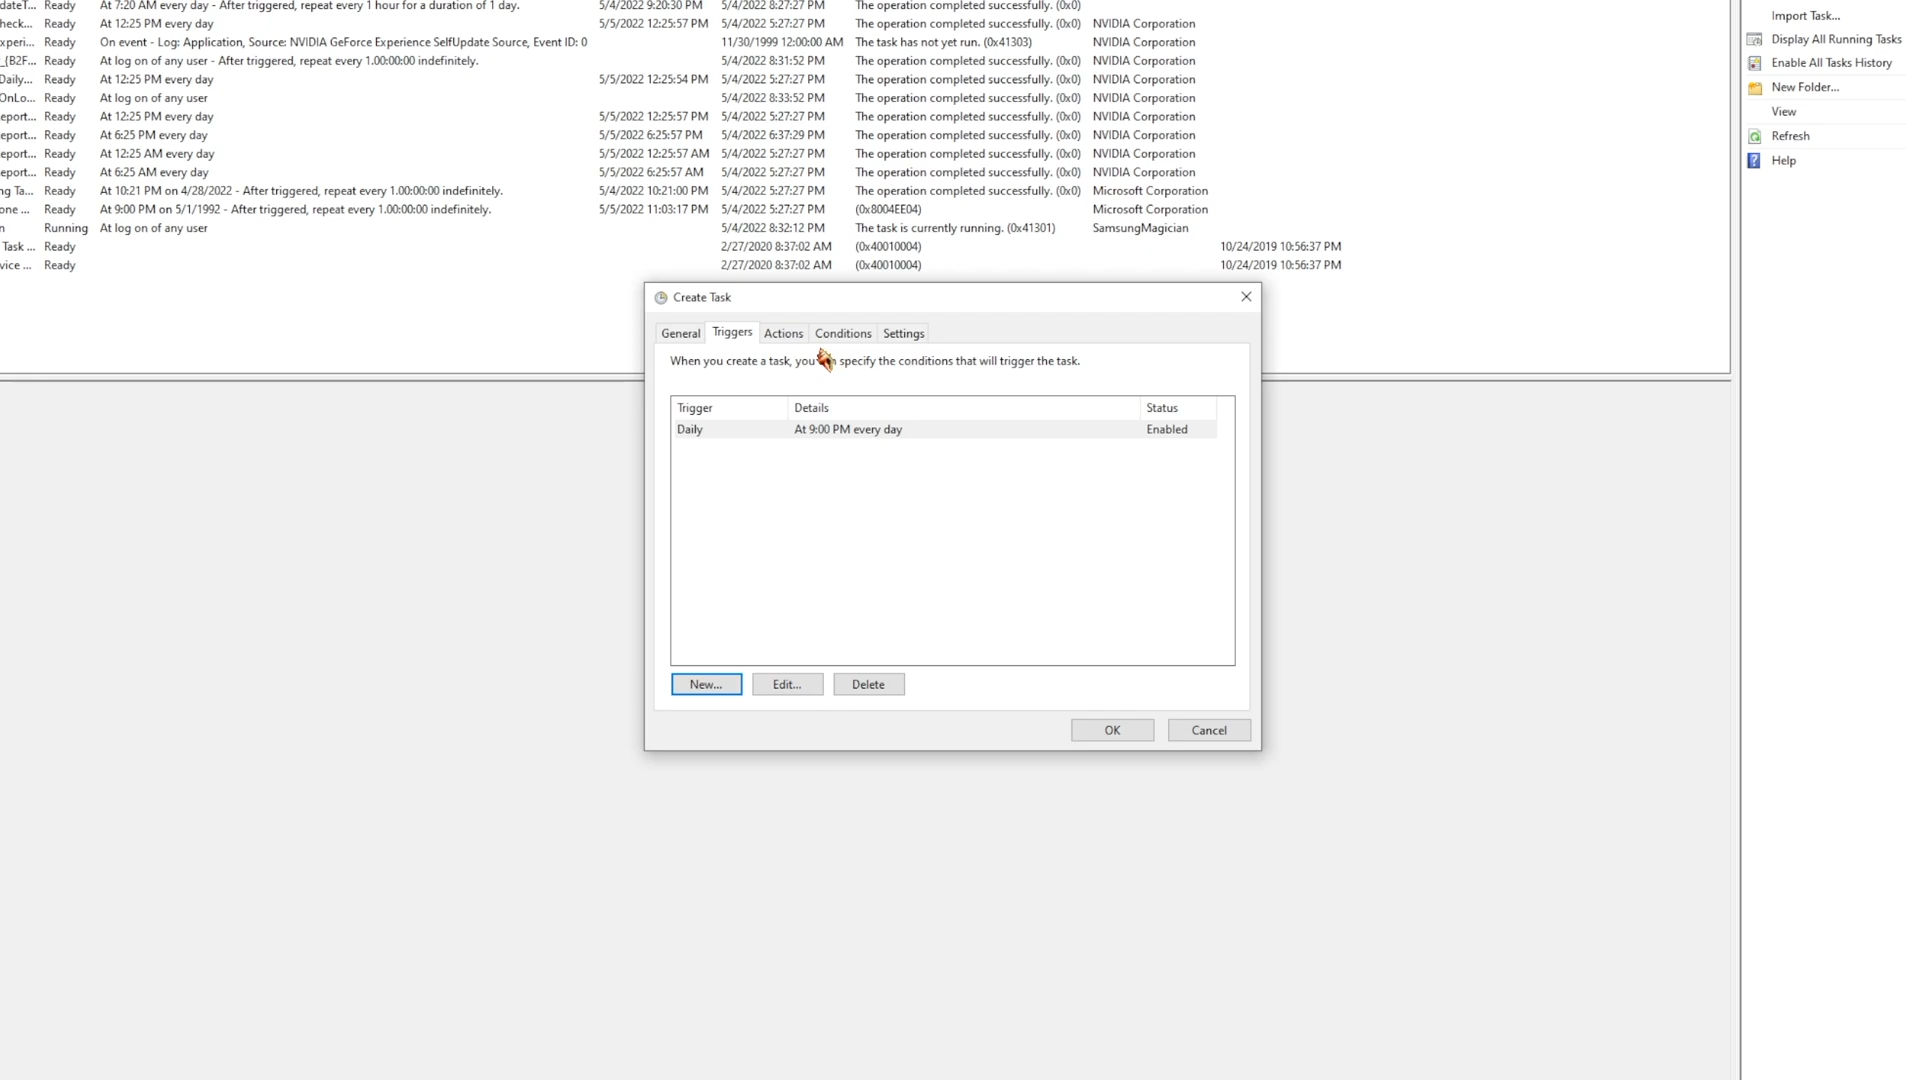 dateT... Ready At 7:20 AM every day - After triggered, repeat every 1 hour for a duration of 1 day. 5/4/2022 9:20:30 PM 5/4/2022 8:27:27 PM The operation completed successfully. (0x0)
heck... Ready At 12:25 PM every day 5/5/2022 12:25:57 PM 5/4/2022 5:27:27 PM The operation completed successfully. (0x0) NVIDIA Corporation
xperi... Ready On event - Log: Application, Source: NVIDIA GeForce Experience SelfUpdate Source, Event ID: 0 11/30/1999 12:00:00 AM The task has not yet run. (0x41303) NVIDIA Corporation
_{B2F... Ready At log on of any user - After triggered, repeat every 1.00:00:00 indefinitely. 5/4/2022 8:31:52 PM The operation completed successfully. (0x0) NVIDIA Corporation
Daily... Ready At 12:25 PM every day 5/5/2022 12:25:54 PM 5/4/2022 5:27:27 PM The operation completed successfully. (0x0) NVIDIA Corporation
OnLo... Ready At log on of any user 5/4/2022 8:33:52 PM The operation completed successfully. (0x0) NVIDIA Corporation
eport... Ready At 12:25 PM every day 5/5/2022 12:25:57 PM 5/4/2022 5:27:27 PM The operation completed successfully. (0x0) NVIDIA Corporation
eport... Ready At 6:25 PM every day 5/5/2022 6:25:57 PM 5/4/2022 6:37:29 PM The operation completed successfully. (0x0) NVIDIA Corporation
eport... Ready At 12:25 AM every day 5/5/2022 12:25:57 AM 5/4/2022 5:27:27 PM The operation completed successfully. (0x0) NVIDIA Corporation
eport... Ready At 6:25 AM every day 5/5/2022 6:25:57 AM 5/4/2022 5:27:27 PM The operation completed successfully. (0x0) NVIDIA Corporation
ng Ta... Ready At 10:21 PM on 4/28/2022 - After triggered, repeat every 1.00:00:00 indefinitely. 5/4/2022 10:21:00 PM 5/4/2022 5:27:27 PM The operation completed successfully. (0x0) Microsoft Corporation
one ... Ready At 9:00 PM on 5/1/1992 - After triggered, repeat every 1.00:00:00 indefinitely. 5/5/2022 11:03:17 PM 5/4/2022 5:27:27 PM (0x8004EE04) Microsoft Corporation
n Running At log on of any user 5/4/2022 8:32:12 PM The task is currently running. (0x41301) SamsungMagician
Task ... Ready 2/27/2020 8:37:02 AM (0x40010004) 10/24/2019 10:56:37 PM
vice ... Ready 2/27/2020 8:37:02 AM (0x40010004) 10/24/2019 10:56:37 PM
Import Task...
Display All Running Tasks
Enable All Tasks History
New Folder...
View
Refresh
Help
Create Task
General Triggers Actions Conditions Settings
When you create a task, you specify the conditions that will trigger the task.
Trigger Details Status
Daily At 9:00 PM every day Enabled
New... Edit... Delete
OK Cancel